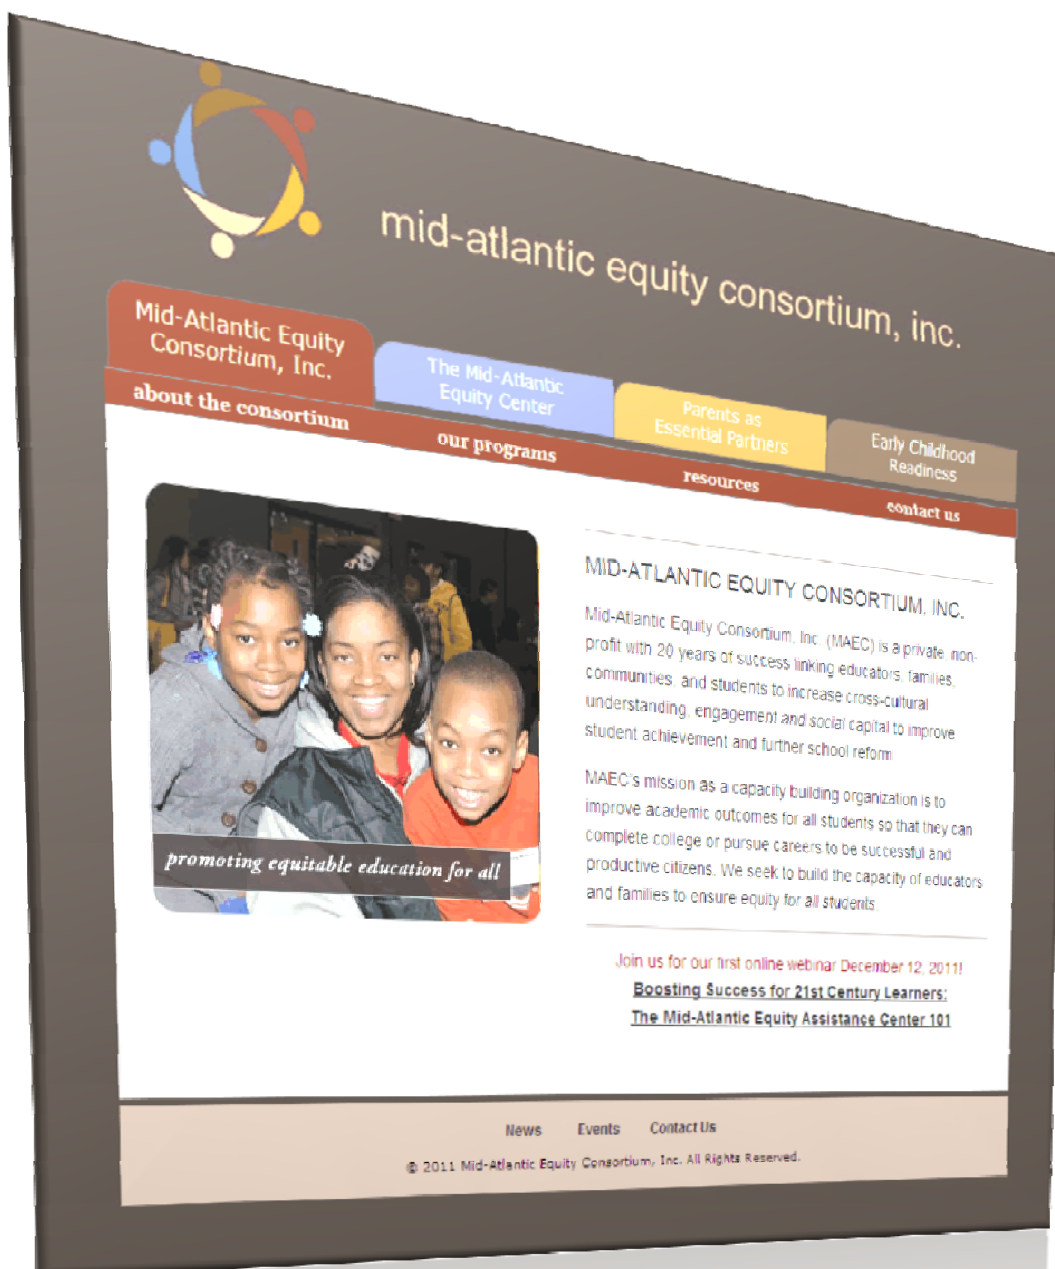 mid-atlantic equity consortium, inc.
Mid-Atlantic Equity
Consortium, Inc.
The Mid-Atlantic
Equity Center
Parents as
Essential Partners
Early Childhood
Readiness
about the consortium
our programs
resources
contact us
promoting equitable education for all
MID-ATLANTIC EQUITY CONSORTIUM, INC.
Mid-Atlantic Equity Consortium, Inc. (MAEC) is a private, non-
profit with 20 years of success linking educators, families,
communities, and students to increase cross-cultural
understanding, engagement and social capital to improve
student achievement and further school reform
MAEC's mission as a capacity building organization is to
improve academic outcomes for all students so that they can
complete college or pursue careers to be successful and
productive citizens. We seek to build the capacity of educators
and families to ensure equity for all students.
Join us for our first online webinar December 12, 2011!
Boosting Success for 21st Century Learners:
The Mid-Atlantic Equity Assistance Center 101
News Events Contact Us
© 2011 Mid-Atlantic Equity Consortium, Inc. All Rights Reserved.